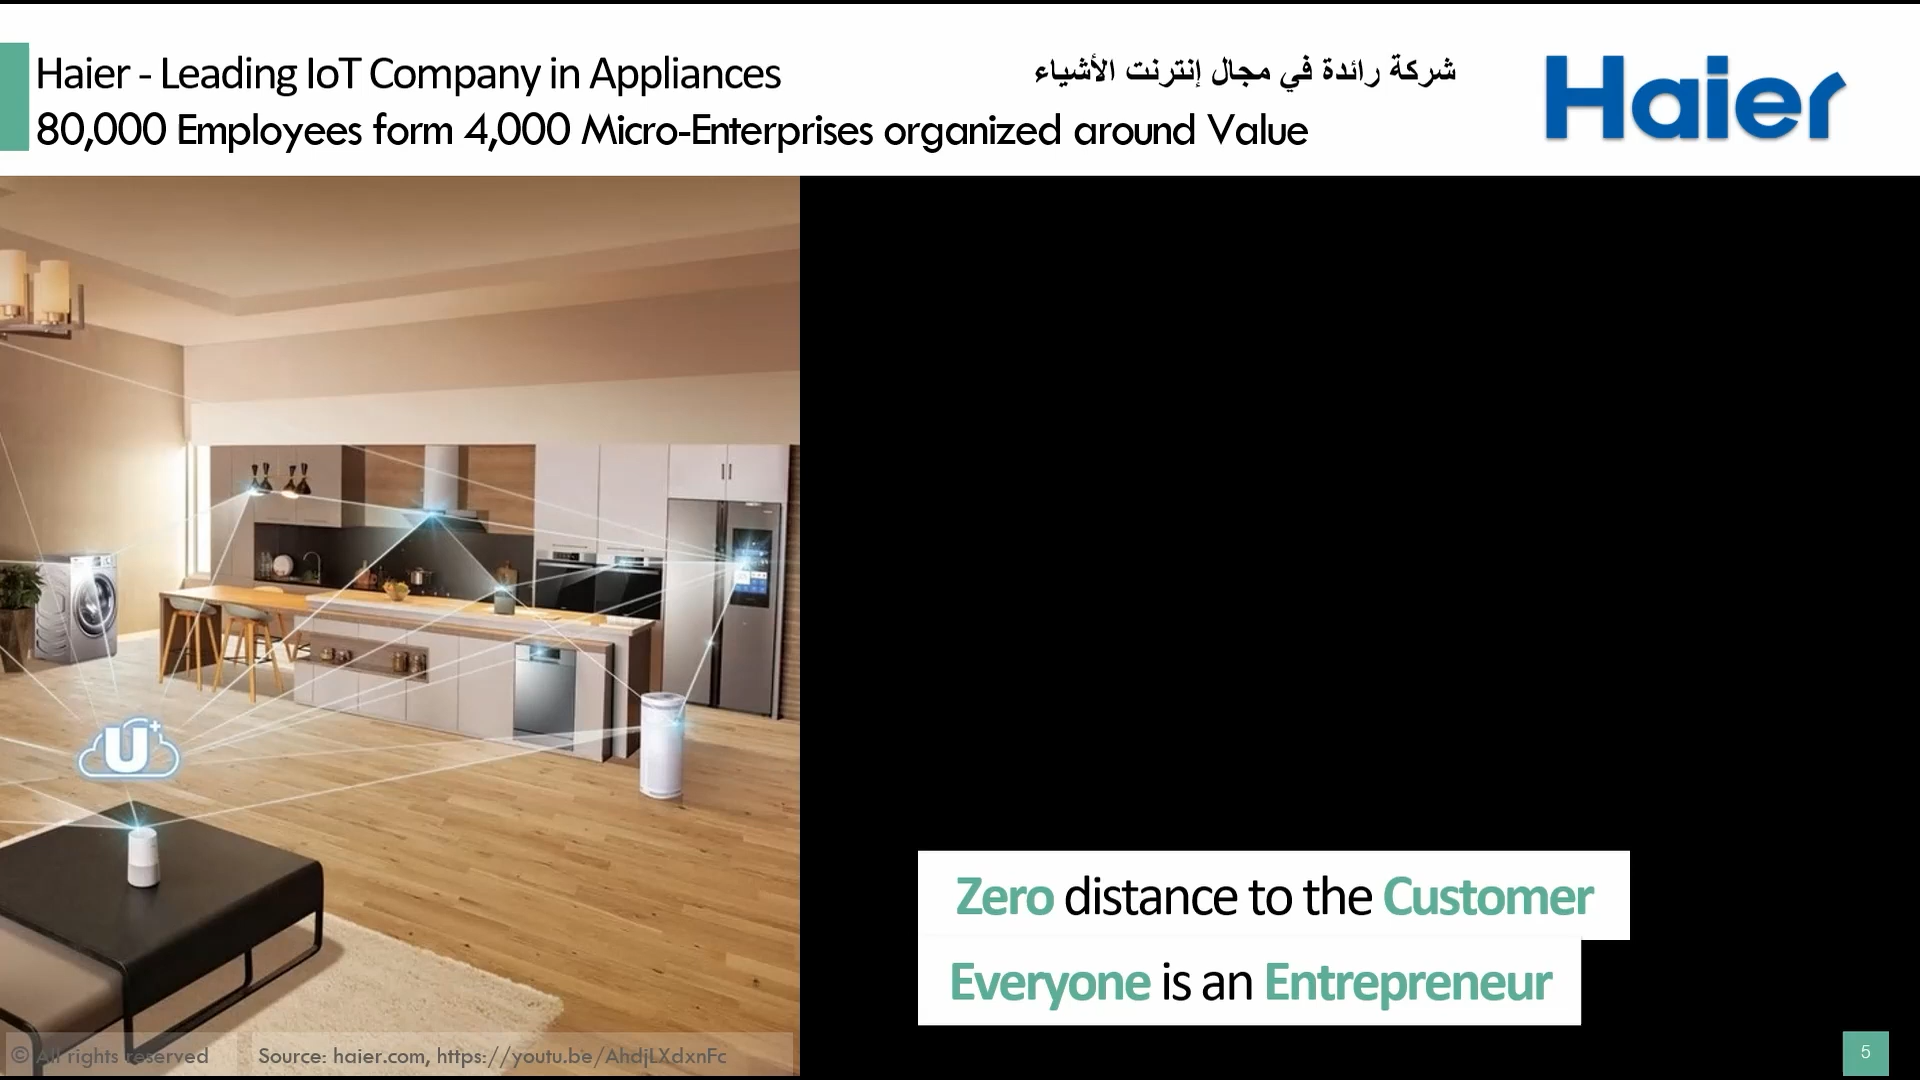 Haier - Leading IoT Company in Appliances
شركة رائدة في مجال إنترنت الأشياء
80,000 Employees form 4,000 Micro-Enterprises organized around Value
Haier
U+
Zero distance to the Customer
Everyone is an Entrepreneur
© All rights reserved
Source: haier.com, https://youtu.be/AhdjLXdxnFc
5